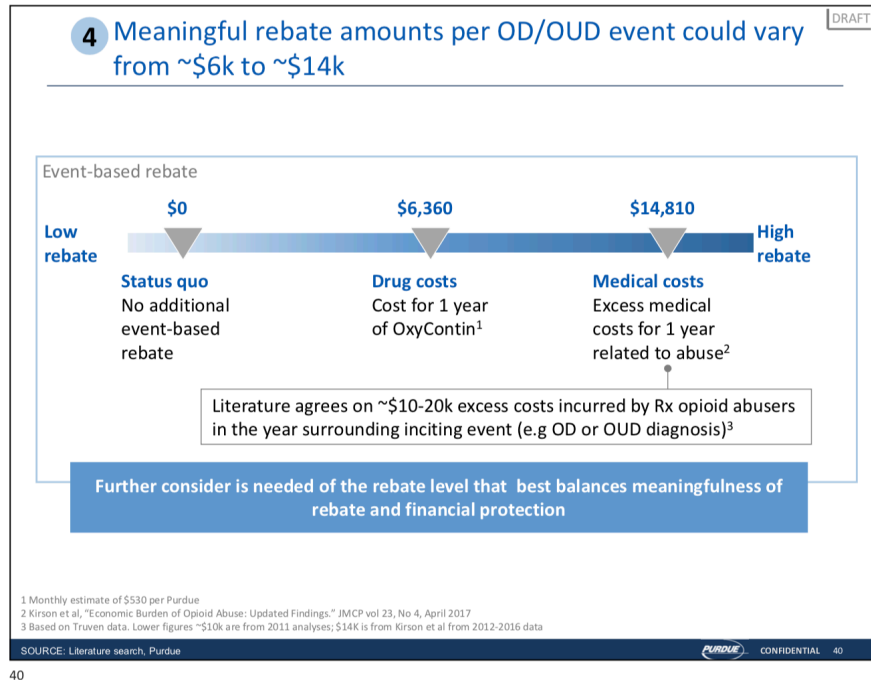 DRAFT
4 Meaningful rebate amounts per OD/OUD event could vary
from ~$6k to ~$14k
Event-based rebate
$0
$6,360
$14,810
Low
rebate
High
rebate
Status quo
No additional
event-based
rebate
Drug costs
Cost for 1 year
of OxyContin1
Medical costs
Excess medical
costs for 1 year
related to abuse2
Literature agrees on ~$10-20k excess costs incurred by Rx opioid abusers
in the year surrounding inciting event (e.g OD or OUD diagnosis)3
Further consider is needed of the rebate level that  best balances meaningfulness of
rebate and financial protection
1 Monthly estimate of $530 per Purdue
2 Kirson et al, “Economic Burden of Opioid Abuse: Updated Findings.” JMCP vol 23, No 4, April 2017
3 Based on Truven data. Lower figures ~$10k are from 2011 analyses; $14K is from Kirson et al from 2012-2016 data
SOURCE: Literature search, Purdue
PURDUE CONFIDENTIAL 40
40